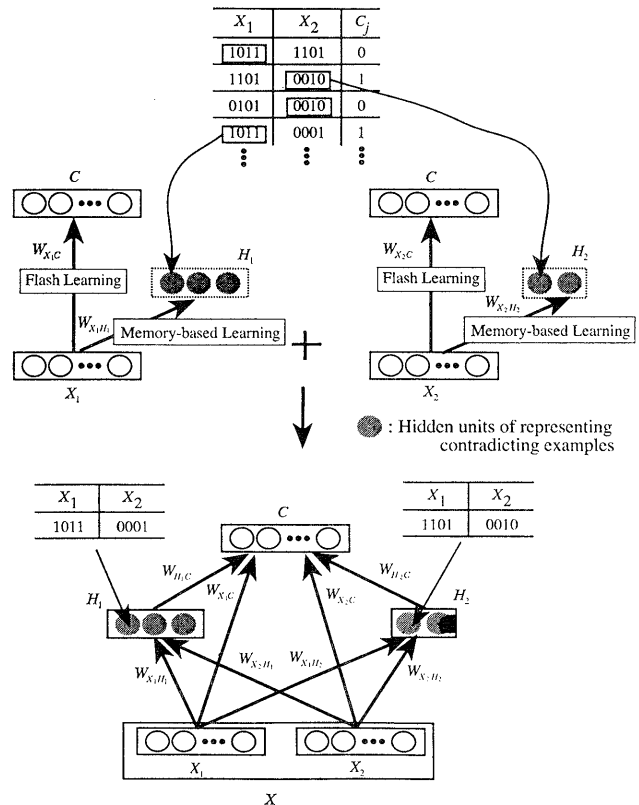 X1 X2 Cj
1011 1101 0
1101 0010 1
0101 0010 0
1011 0001 1
C
C
WX1C
H1
WX2C
H2
Flash Learning
Flash Learning
WX1H1
WX2H2
Memory-based Learning
+
Memory-based Learning
X1
X2
: Hidden units of representing
contradicting examples
X1 X2
1011 0001
X1 X2
1101 0010
C
WH1C
WX1C
WX2C
WH2C
H1
H2
WX1H1
WX2H1
WX1H2
WX2H2
X1
X2
X